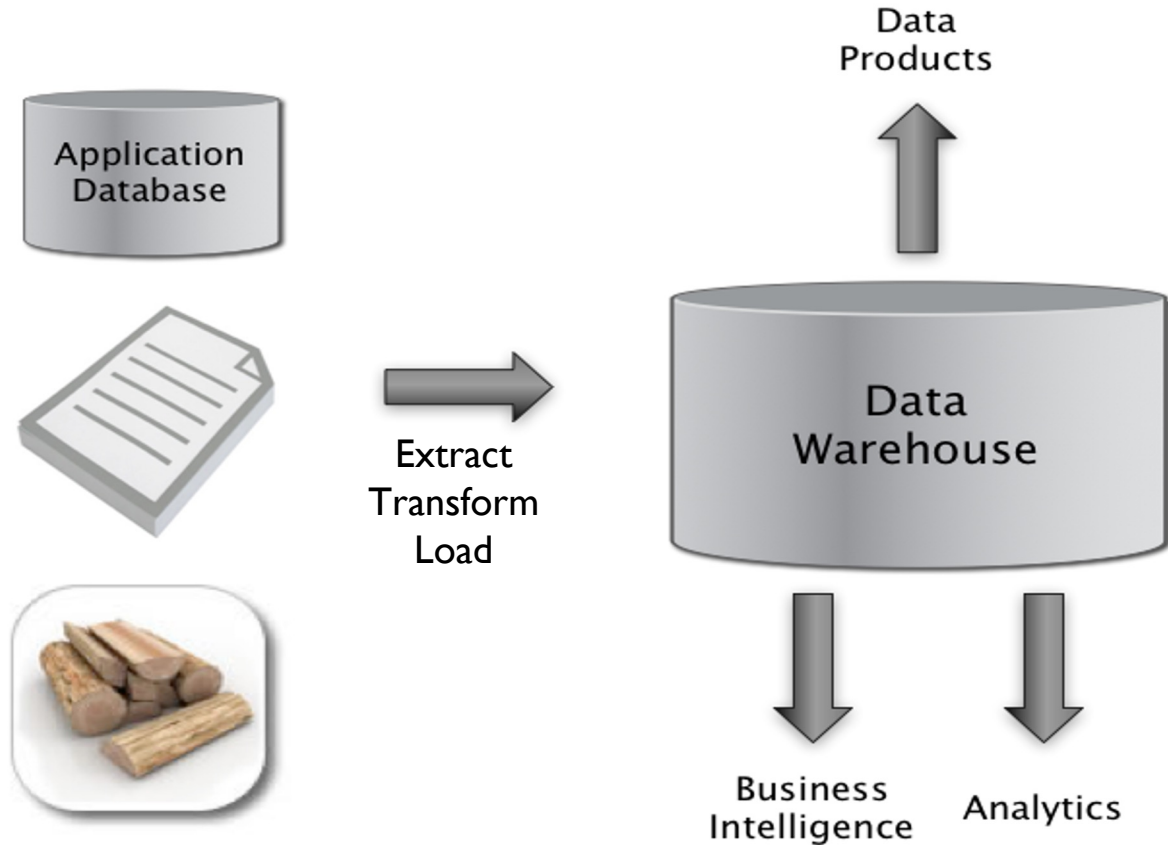 Data
Products
Application
Database
Extract
Transform
Load
Data
Warehouse
Business
Intelligence
Analytics